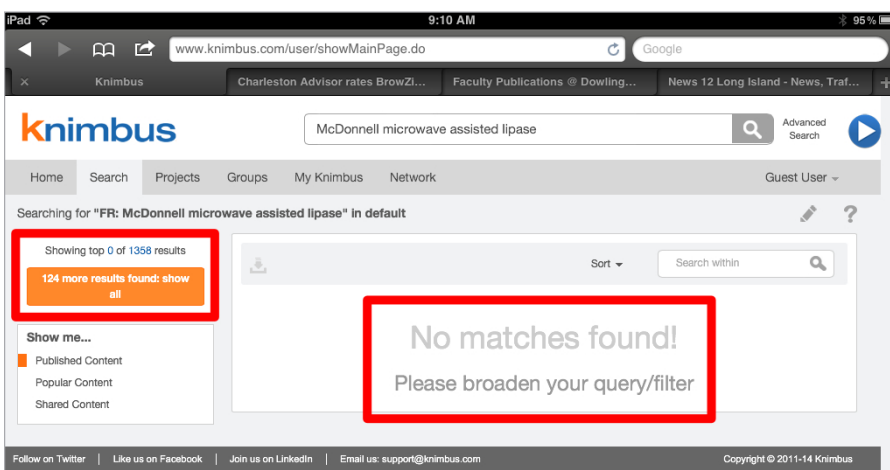 iPad 9:10 AM 95%
www.knimbus.com/user/showMainPage.do Google
× Knimbus Charleston Advisor rates BrowZi... Faculty Publications @ Dowling... News 12 Long Island - News, Traf... +
knimbus McDonnell microwave assisted lipase Advanced
Search
Home Search Projects Groups My Knimbus Network Guest User
Searching for "FR: McDonnell microwave assisted lipase" in default ?
Showing top 0 of 1358 results
124 more results found: show
all
Sort Search within
Show me...
Published Content
Popular Content
Shared Content
No matches found!
Please broaden your query/filter
Follow on Twitter | Like us on Facebook | Join us on LinkedIn | Email us: support@knimbus.com Copyright © 2011-14 Knimbus